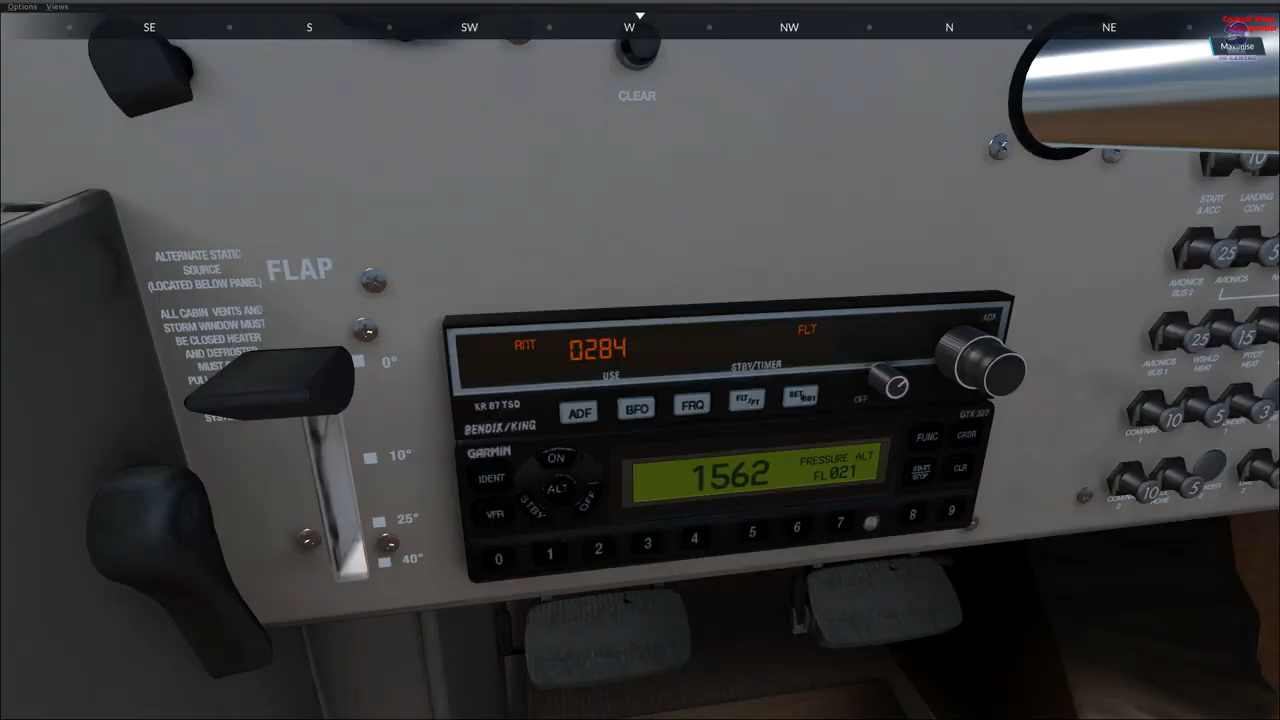 Options Views
SE S SW W NW N NE
Maximise
CLEAR
10
START
& ACC
LANDING
CONT
ALTERNATE STATIC
SOURCE
(LOCATED BELOW PANEL)
FLAP
25
AVIONICS
BUS 2
AVIONICS
ALL CABIN VENTS AND
STORM WINDOW MUST
BE CLOSED HEATER
AND DEFROSTER
0°
10°
25°
40°
ADF
ANT 0284 FLT
USE STBY/TIMER
OFF
KR 87 TSO
BENDIX/KING
ADF BFO FRQ FLT/ET SET/RST
25 15
AVIONICS
BUS 1
WSHLD
HEAT
PITOT
HEAT
10 5 3
GARMIN GTX 327
IDENT ON
ALT
STBY OFF
VFR
1562
PRESSURE ALT
FL 021
FUNC CRSR
START
STOP
CLR
0 1 2 3 4 5 6 7 8 9
10 5